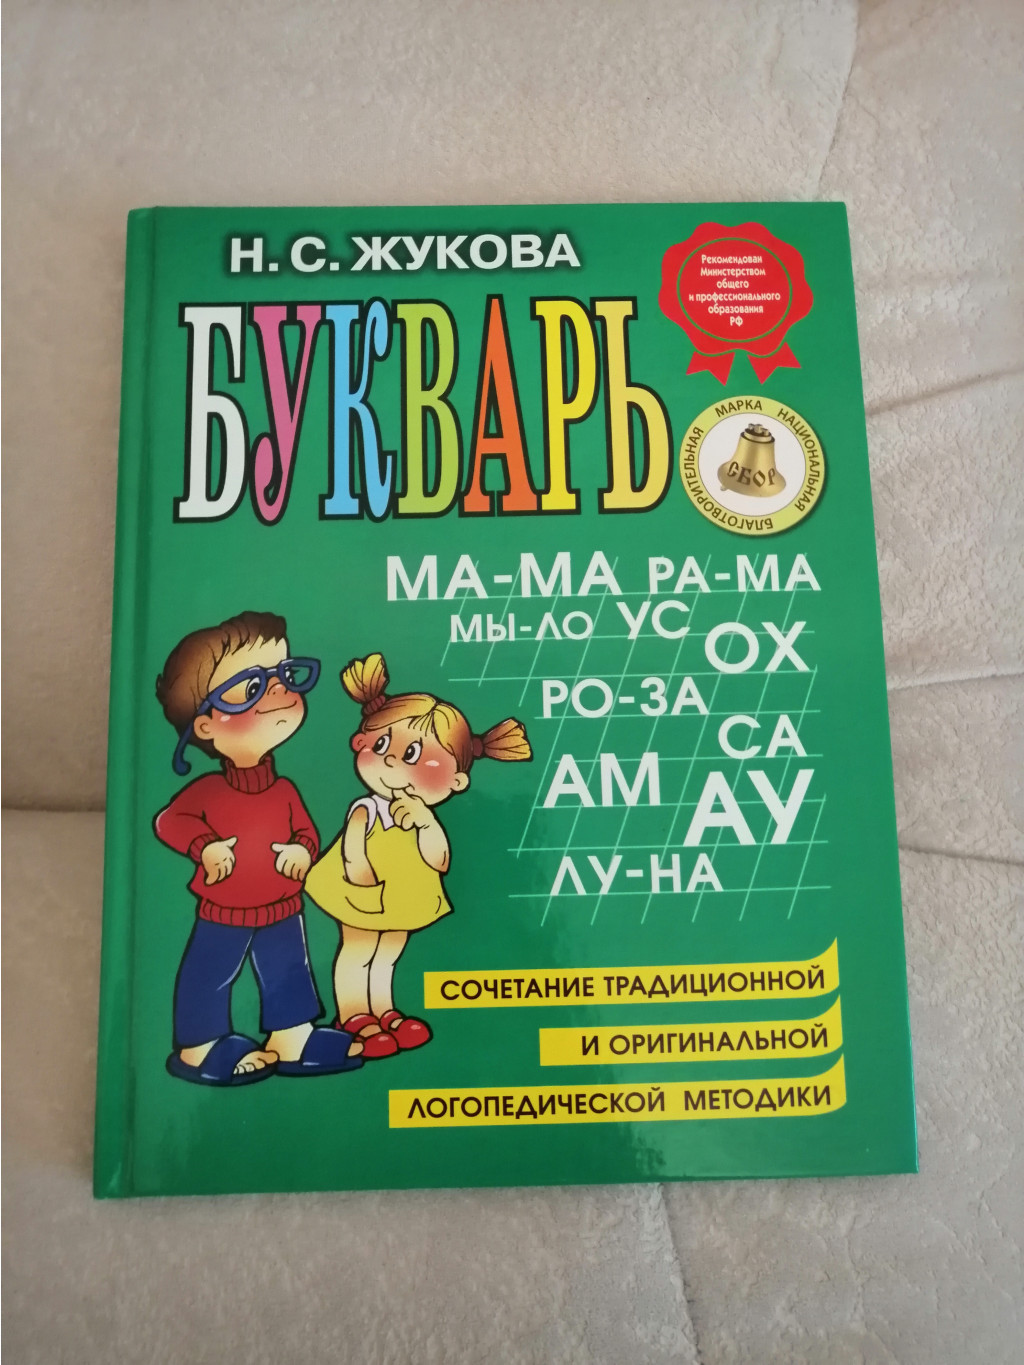 Н. С. ЖУКОВА
БУКВАРЬ
Рекомендован
Министерством
общего
и профессионального
образования
РФ
БЛАГОТВОРИТЕЛЬНАЯ МАРКА НАЦИОНАЛЬНАЯ
СБОР
МА-МА РА-МА
МЫ-ЛО УС
ОХ
РО-ЗА
СА
АМ
АУ
ЛУ-НА
СОЧЕТАНИЕ ТРАДИЦИОННОЙ
И ОРИГИНАЛЬНОЙ
ЛОГОПЕДИЧЕСКОЙ МЕТОДИКИ